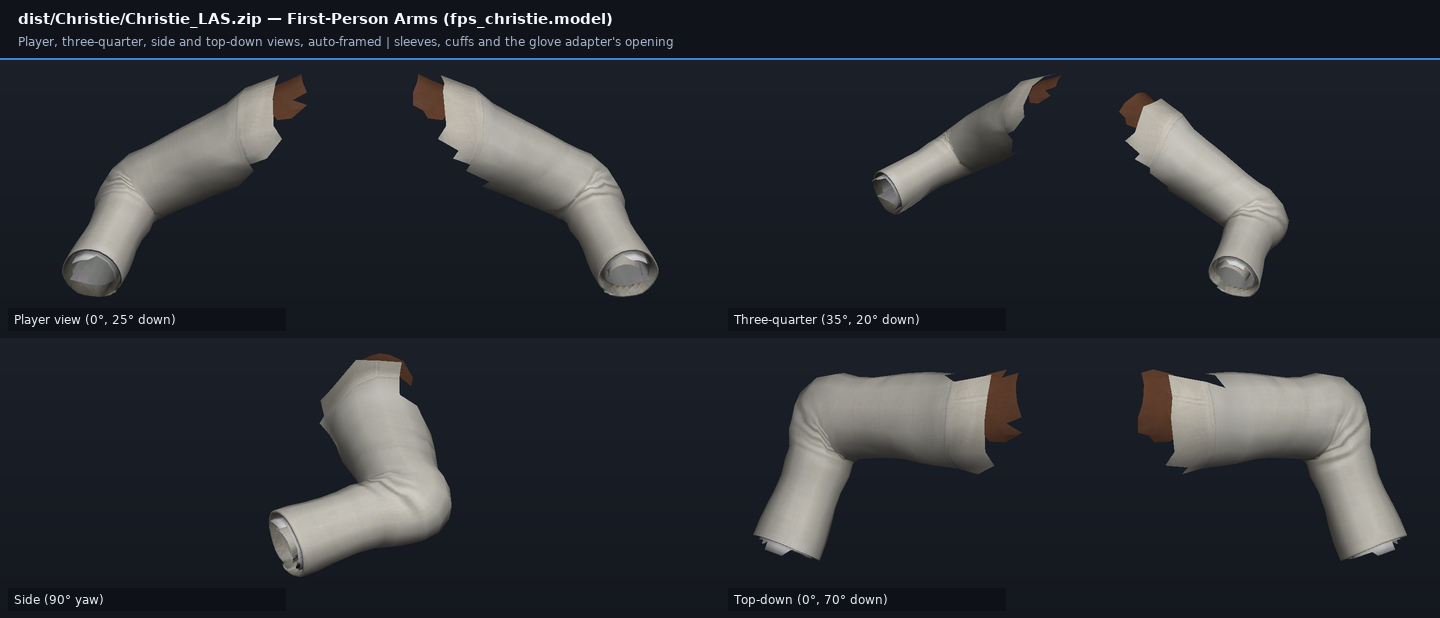 dist/Christie/Christie_LAS.zip — First-Person Arms (fps_christie.model)
Player, three-quarter, side and top-down views, auto-framed | sleeves, cuffs and the glove adapter's opening
Player view (0°, 25° down)
Three-quarter (35°, 20° down)
Side (90° yaw)
Top-down (0°, 70° down)